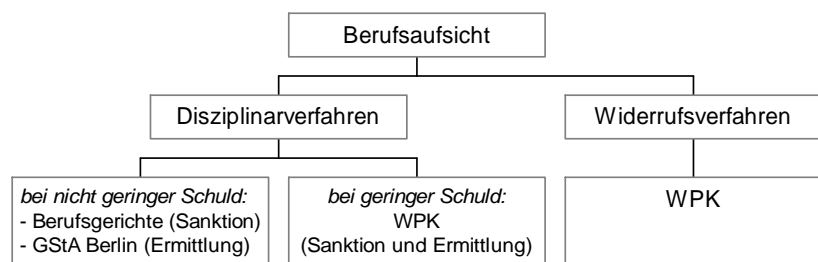 Berufsaufsicht
Disziplinarverfahren
Widerrufsverfahren
bei nicht geringer Schuld:
- Berufsgerichte (Sanktion)
- GStA Berlin (Ermittlung)
bei geringer Schuld:
WPK
(Sanktion und Ermittlung)
WPK